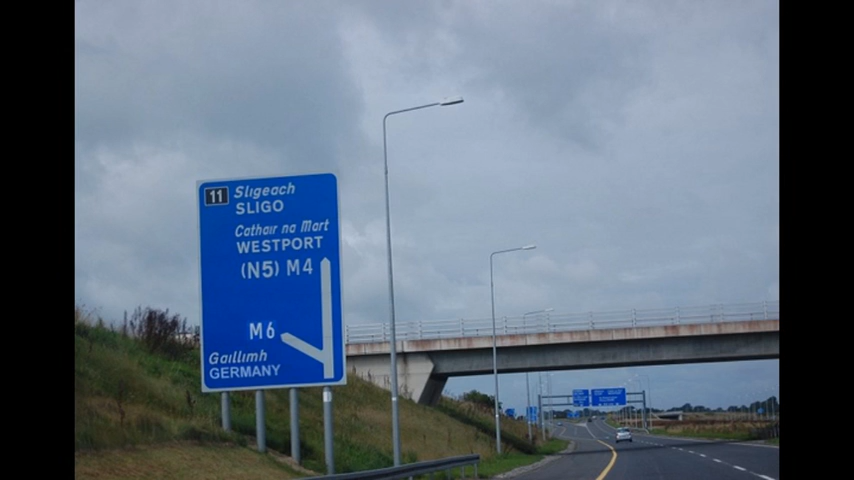 11 Sligeach
SLIGO
Cathair na Mart
WESTPORT
(N5) M4
M6
Gaillimh
GERMANY